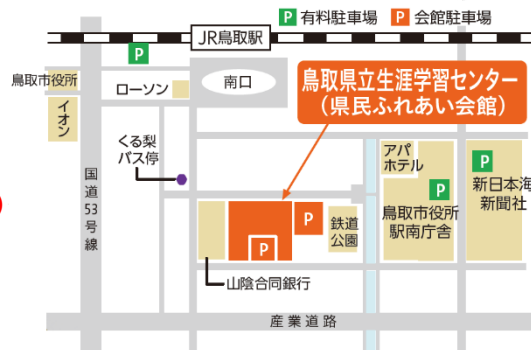 P 有料駐車場 P 会館駐車場
JR鳥取駅
P
鳥取市役所
ローソン
南口
鳥取県立生涯学習センター
(県民ふれあい会館)
イオン
くる梨
バス停
アパ
ホテル
P
P
新日本海
新聞社
国道53号線
P
P
鉄道
公園
鳥取市役所
駅南庁舎
山陰合同銀行
産業道路